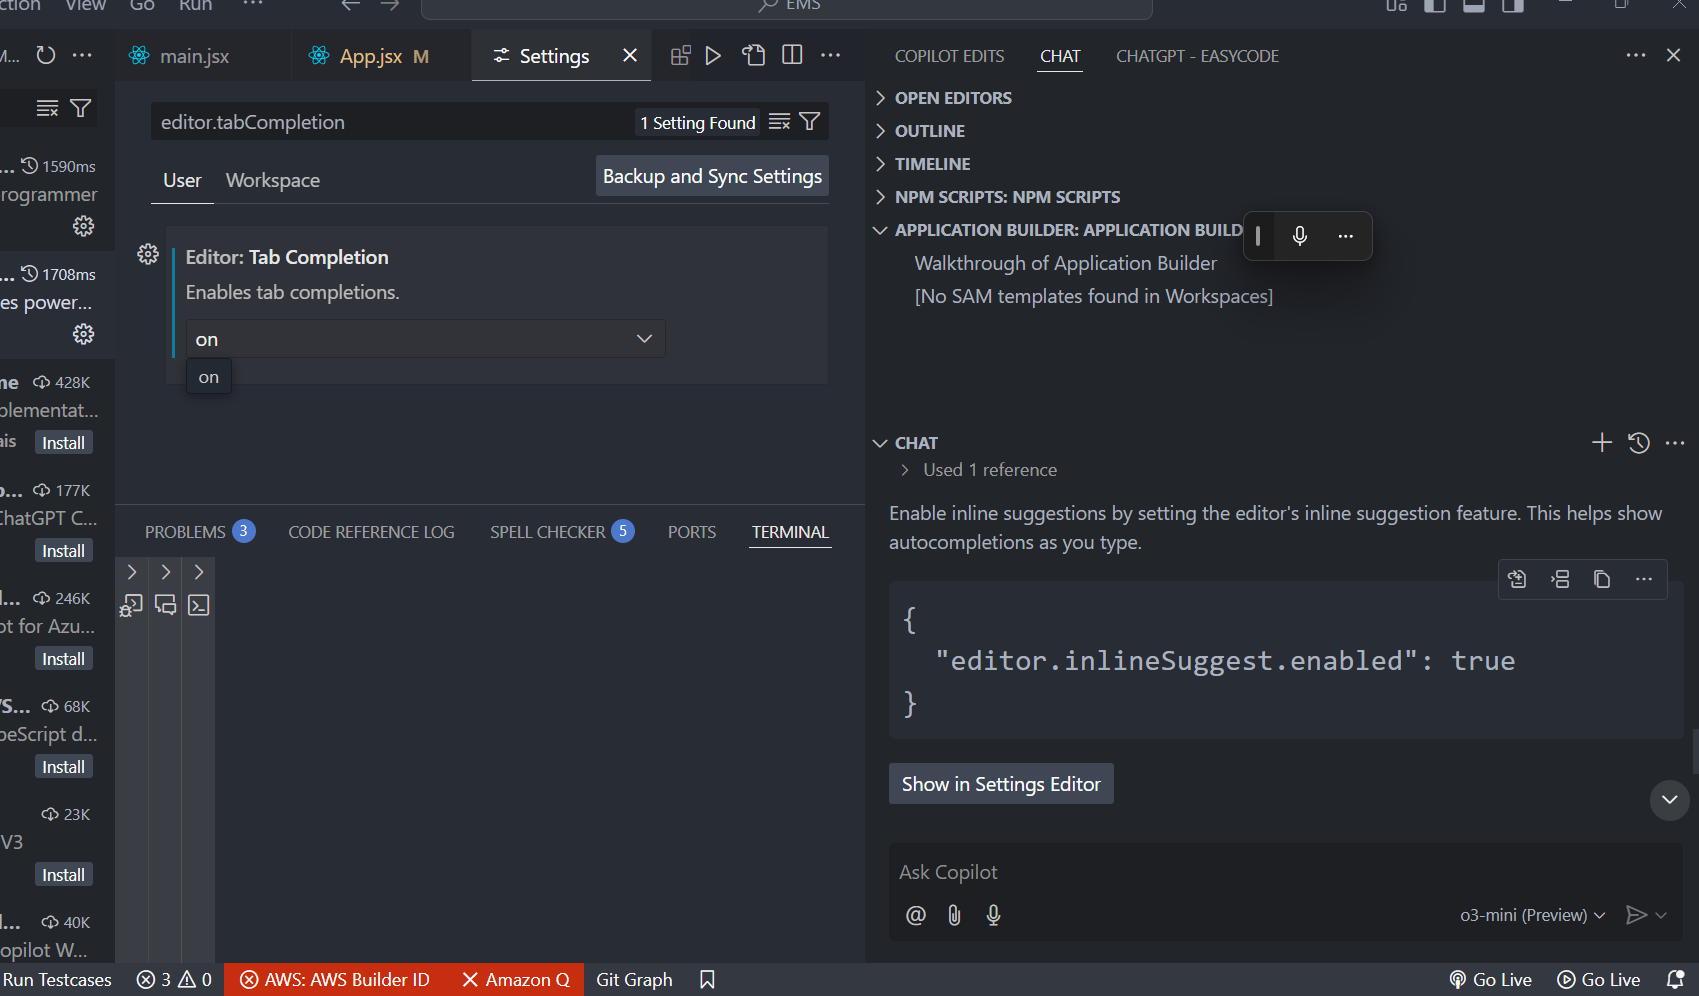 ction View Go Run ...
EMS
M... ...
main.jsx
App.jsx M
Settings
COPILOT EDITS CHAT CHATGPT - EASYCODE
editor.tabCompletion
1 Setting Found
User Workspace
Backup and Sync Settings
Editor: Tab Completion
Enables tab completions.
on
on
... 1590ms
rogrammer
... 1708ms
es power...
ne 428K
plementat...
ais Install
o... 177K
ChatGPT C...
Install
l... 246K
ot for Azu...
Install
/S... 68K
peScript d...
Install
23K
V3
Install
l... 40K
opilot W...
PROBLEMS 3 CODE REFERENCE LOG SPELL CHECKER 5 PORTS TERMINAL
OPEN EDITORS
OUTLINE
TIMELINE
NPM SCRIPTS: NPM SCRIPTS
APPLICATION BUILDER: APPLICATION BUILD
Walkthrough of Application Builder
[No SAM templates found in Workspaces]
CHAT
Used 1 reference
Enable inline suggestions by setting the editor's inline suggestion feature. This helps show
autocompletions as you type.
{
"editor.inlineSuggest.enabled": true
}
Show in Settings Editor
Ask Copilot
@
o3-mini (Preview)
Run Testcases 3 0 AWS: AWS Builder ID Amazon Q Git Graph Go Live Go Live